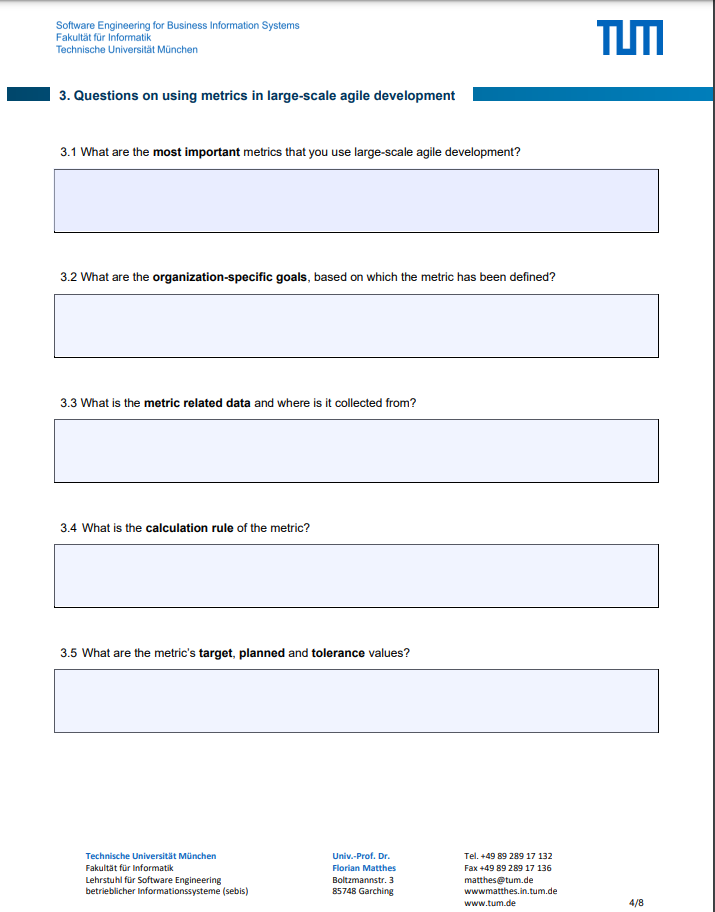 Software Engineering for Business Information Systems
Fakultät für Informatik
Technische Universität München
TUM
3. Questions on using metrics in large-scale agile development
3.1 What are the most important metrics that you use large-scale agile development?
3.2 What are the organization-specific goals, based on which the metric has been defined?
3.3 What is the metric related data and where is it collected from?
3.4 What is the calculation rule of the metric?
3.5 What are the metric's target, planned and tolerance values?
Technische Universität München
Fakultät für Informatik
Lehrstuhl für Software Engineering
betrieblicher Informationssysteme (sebis)
Univ.-Prof. Dr.
Florian Matthes
Boltzmannstr. 3
85748 Garching
Tel. +49 89 289 17 132
Fax +49 89 289 17 136
matthes@tum.de
wwwmatthes.in.tum.de
www.tum.de
4/8